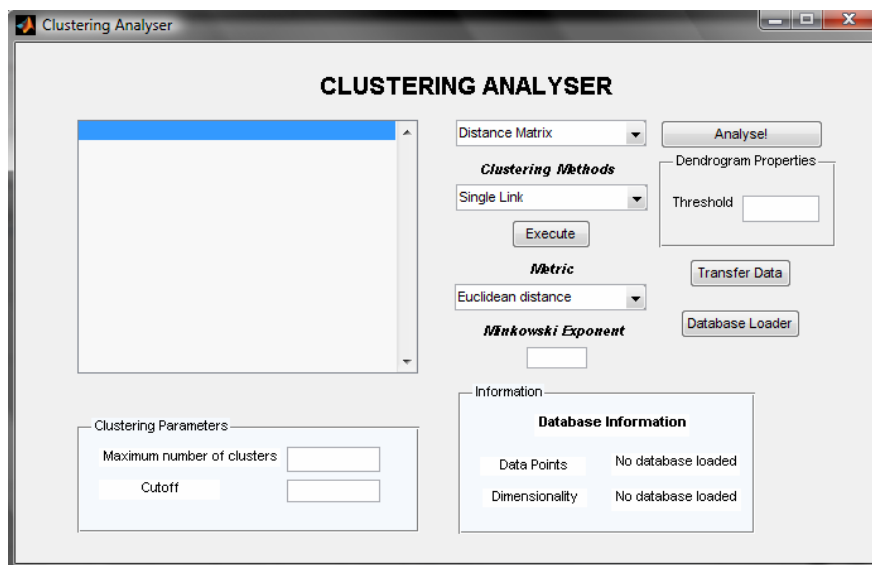 Clustering Analyser
CLUSTERING ANALYSER
Distance Matrix
Analyse!
Clustering Methods
Dendrogram Properties
Single Link
Threshold
Execute
Metric
Transfer Data
Euclidean distance
Database Loader
Minkowski Exponent
Information
Database Information
Clustering Parameters
Maximum number of clusters
Data Points No database loaded
Cutoff
Dimensionality No database loaded